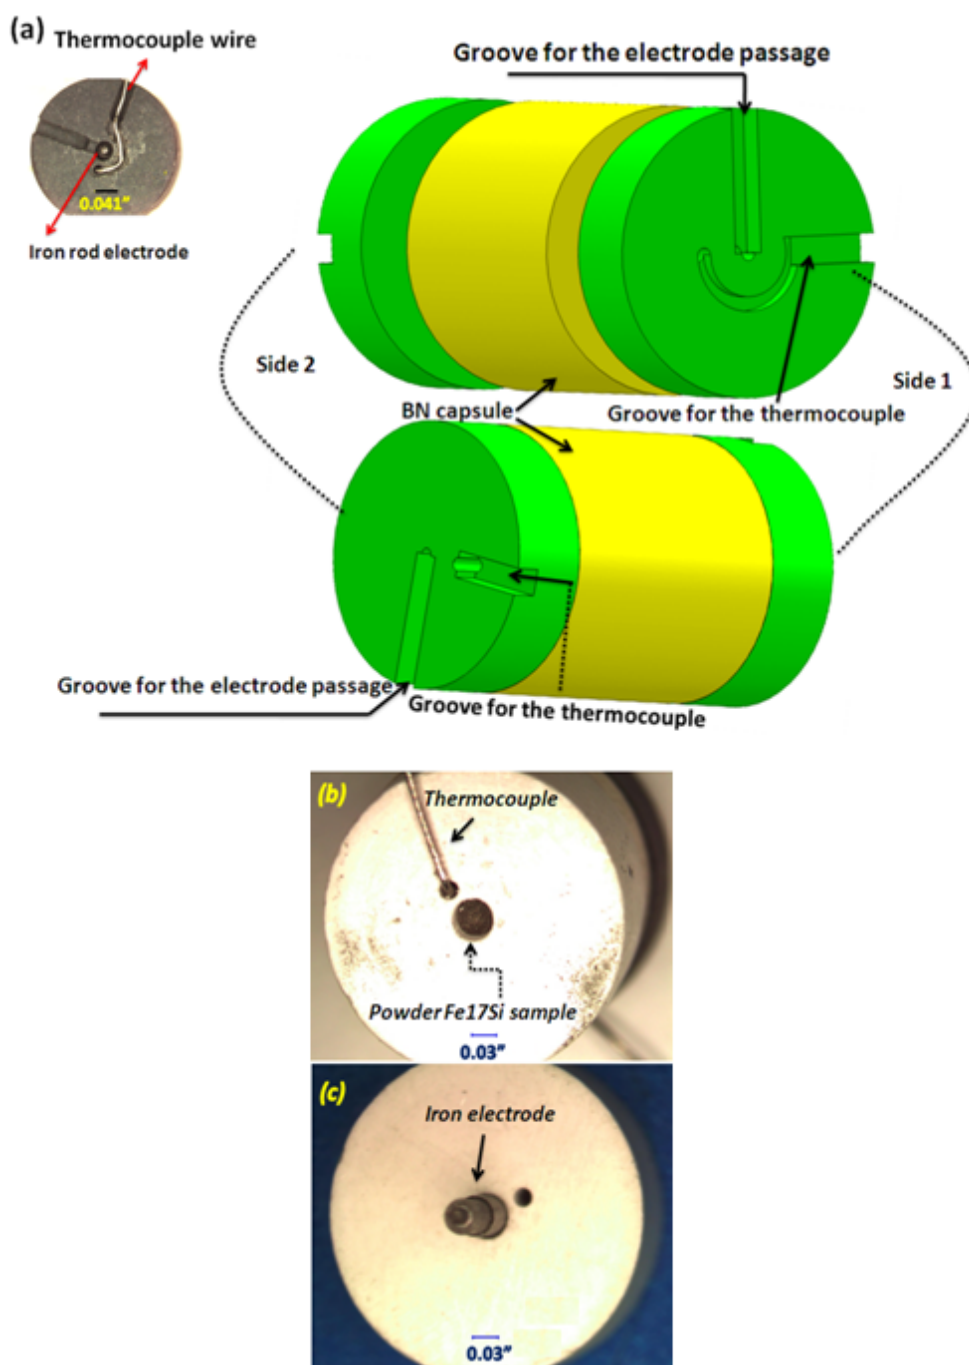 (a)
Thermocouple wire
Groove for the electrode passage
0.041”
Iron rod electrode
Side 2
Side 1
BN capsule
Groove for the thermocouple
Groove for the electrode passage
Groove for the thermocouple
(b)
Thermocouple
Powder Fe17Si sample
0.03”
(c)
Iron electrode
0.03”